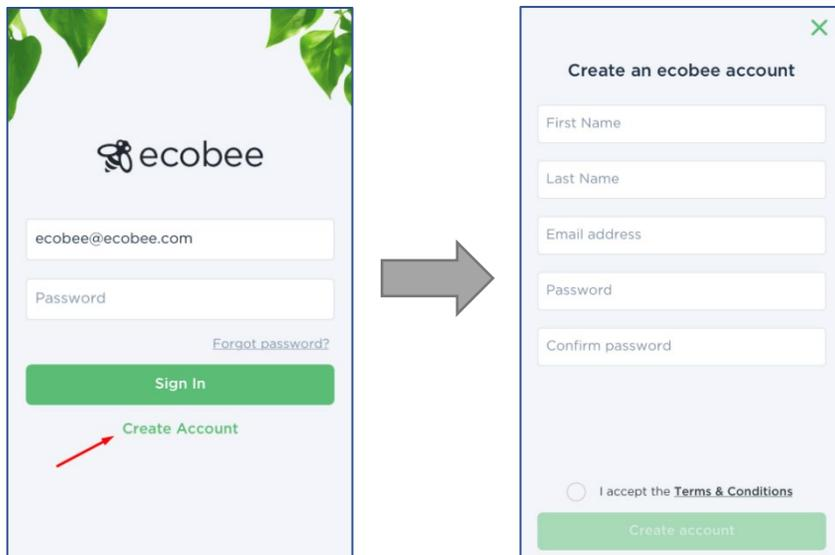 ecobee
ecobee@ecobee.com
Password
Forgot password?
Sign In
Create Account
Create an ecobee account
First Name
Last Name
Email address
Password
Confirm password
I accept the Terms & Conditions
Create account